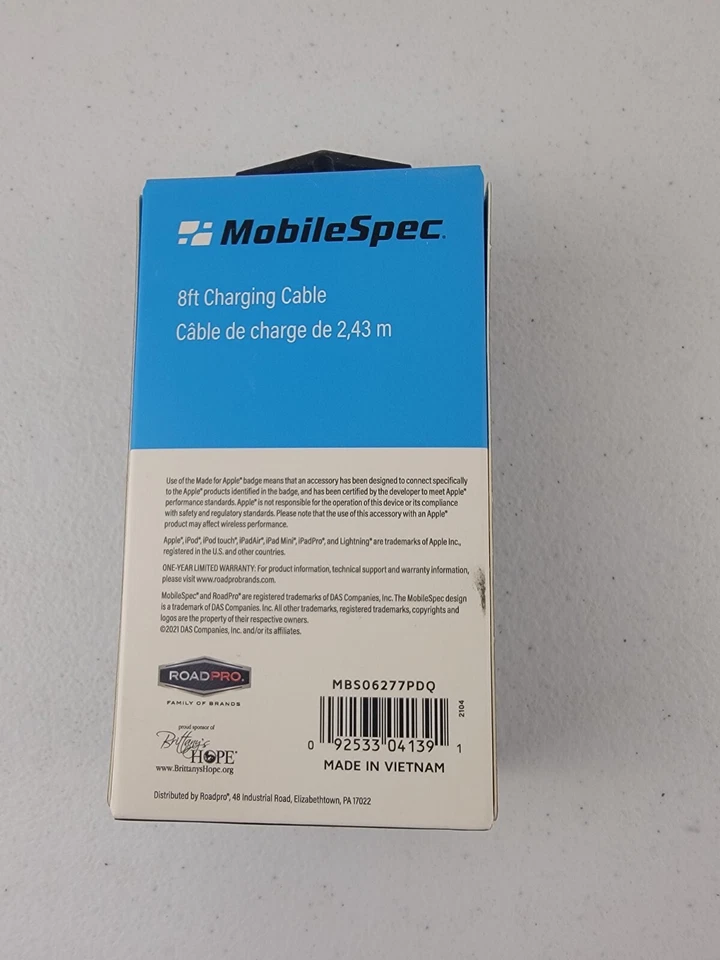 MobileSpec.
8ft Charging Cable
Câble de charge de 2,43 m
Use of the Made for Apple® badge means that an accessory has been designed to connect specifically
to the Apple® products identified in the badge, and has been certified by the developer to meet Apple®
performance standards. Apple® is not responsible for the operation of this device or its compliance
with safety and regulatory standards. Please note that the use of this accessory with an Apple®
product may affect wireless performance.
Apple®, iPod®, iPod touch®, iPadAir®, iPad Mini®, iPadPro®, and Lightning® are trademarks of Apple Inc.,
registered in the U.S. and other countries.
ONE-YEAR LIMITED WARRANTY: For product information, technical support and warranty information,
please visit www.roadprobrands.com.
MobileSpec® and RoadPro® are registered trademarks of DAS Companies, Inc. The MobileSpec design
is a trademark of DAS Companies, Inc. All other trademarks, registered trademarks, copyrights and
logos are the property of their respective owners.
©2021 DAS Companies, Inc. and/or its affiliates.
ROADPRO.
FAMILY OF BRANDS
proud sponsor of
Brittany's
HOPE®
www.BrittanysHope.org
MBS06277PDQ
2104
0 92533 04139 1
MADE IN VIETNAM
Distributed by Roadpro®, 48 Industrial Road, Elizabethtown, PA 17022